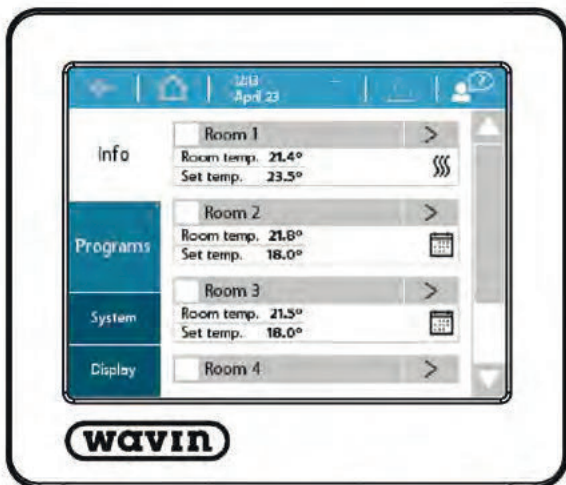 12:13
April 23
?
Info
Programs
System
Display
Room 1
Room temp. 21.4°
Set temp. 23.5°
Room 2
Room temp. 21.8°
Set temp. 18.0°
Room 3
Room temp. 21.5°
Set temp. 18.0°
Room 4
wavin